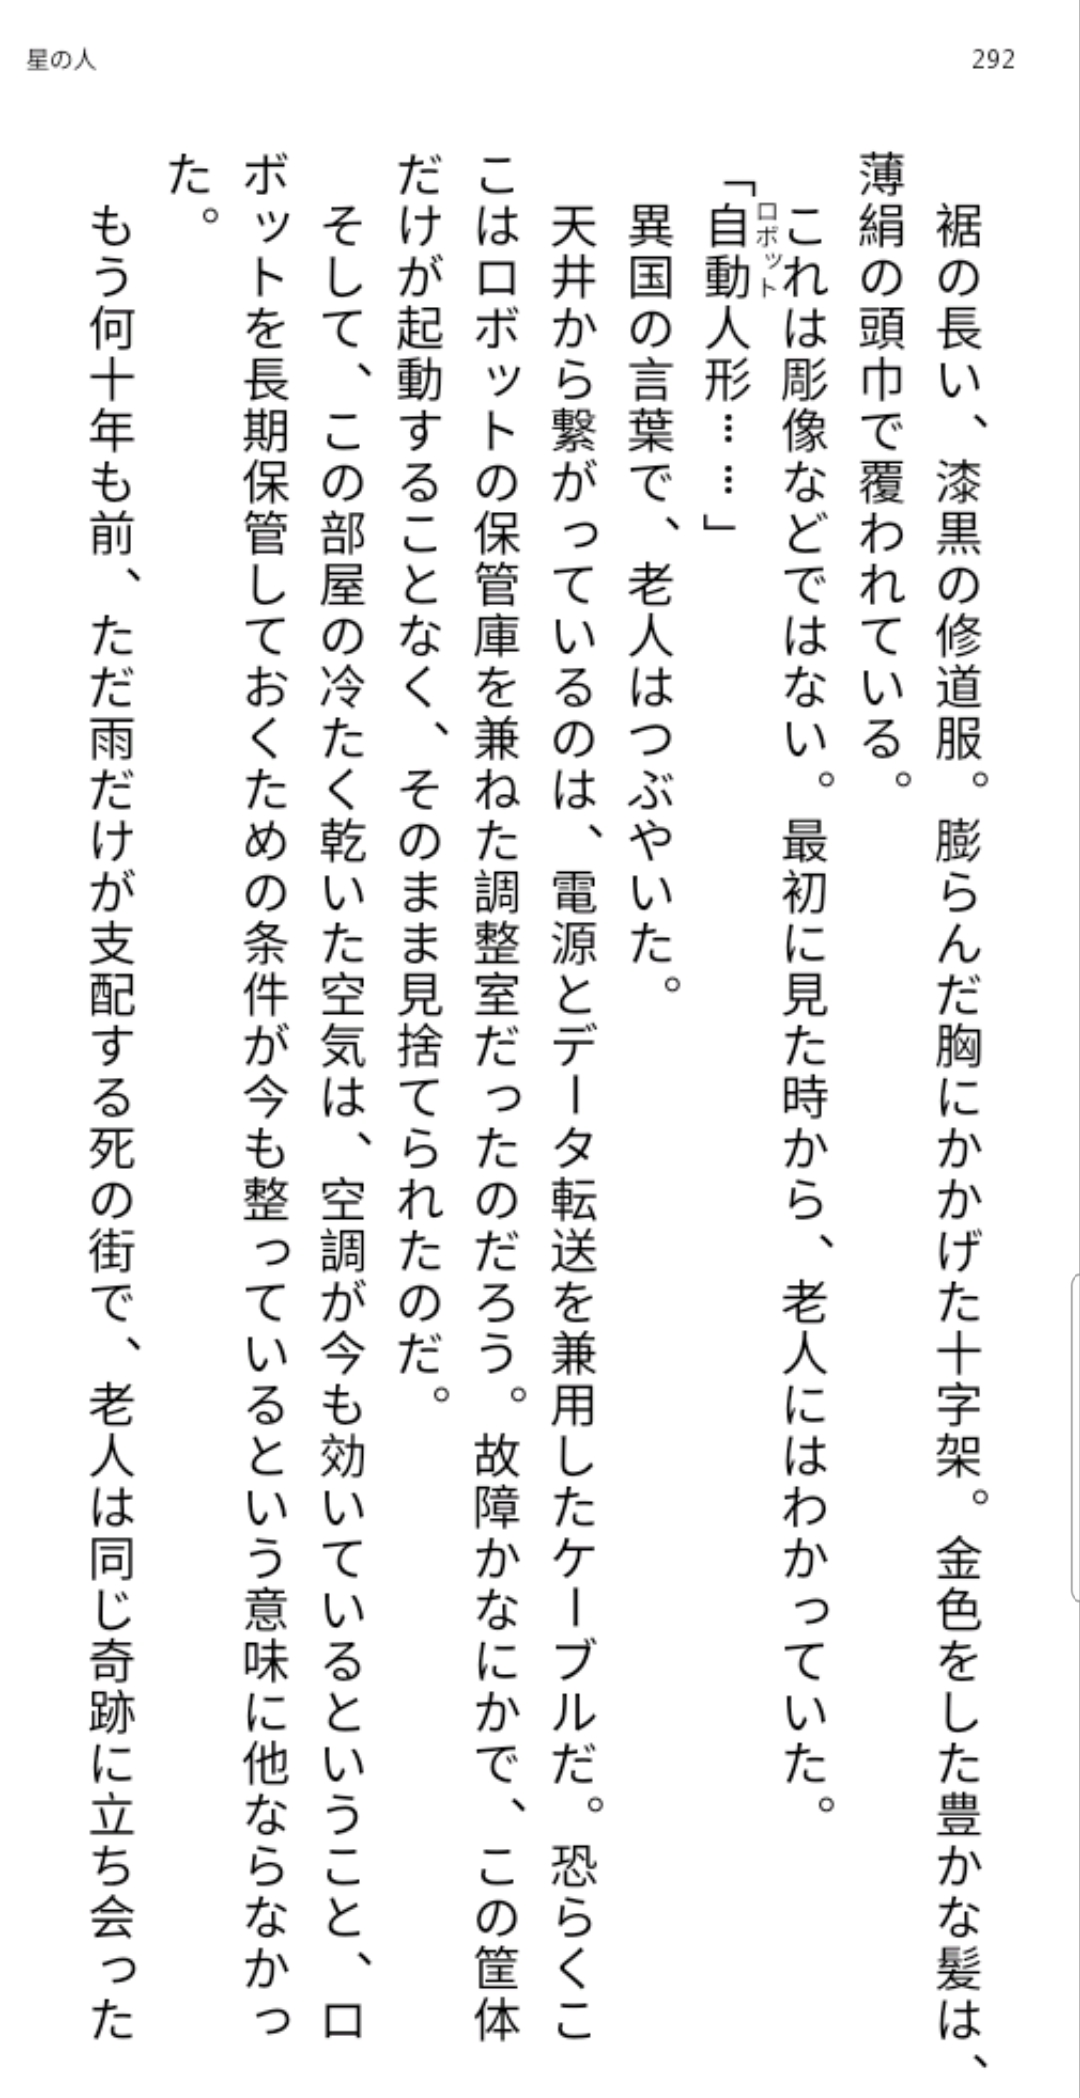 星の人
292
裾の長い、漆黒の修道服。膨らんだ胸にかかげた十字架。金色をした豊かな髪は、
薄絹の頭巾で覆われている。
これは彫像などではない。最初に見た時から、老人にはわかっていた。
ロボット
「自動人形……」
異国の言葉で、老人はつぶやいた。
天井から繋がっているのは、電源とデータ転送を兼用したケーブルだ。恐らくこ
こはロボットの保管庫を兼ねた調整室だったのだろう。故障かなにかで、この筐体
だけが起動することなく、そのまま見捨てられたのだ。
そして、この部屋の冷たく乾いた空気は、空調が今も効いているということ、ロ
ボットを長期保管しておくための条件が今も整っているという意味に他ならなかっ
た。
もう何十年も前、ただ雨だけが支配する死の街で、老人は同じ奇跡に立ち会った